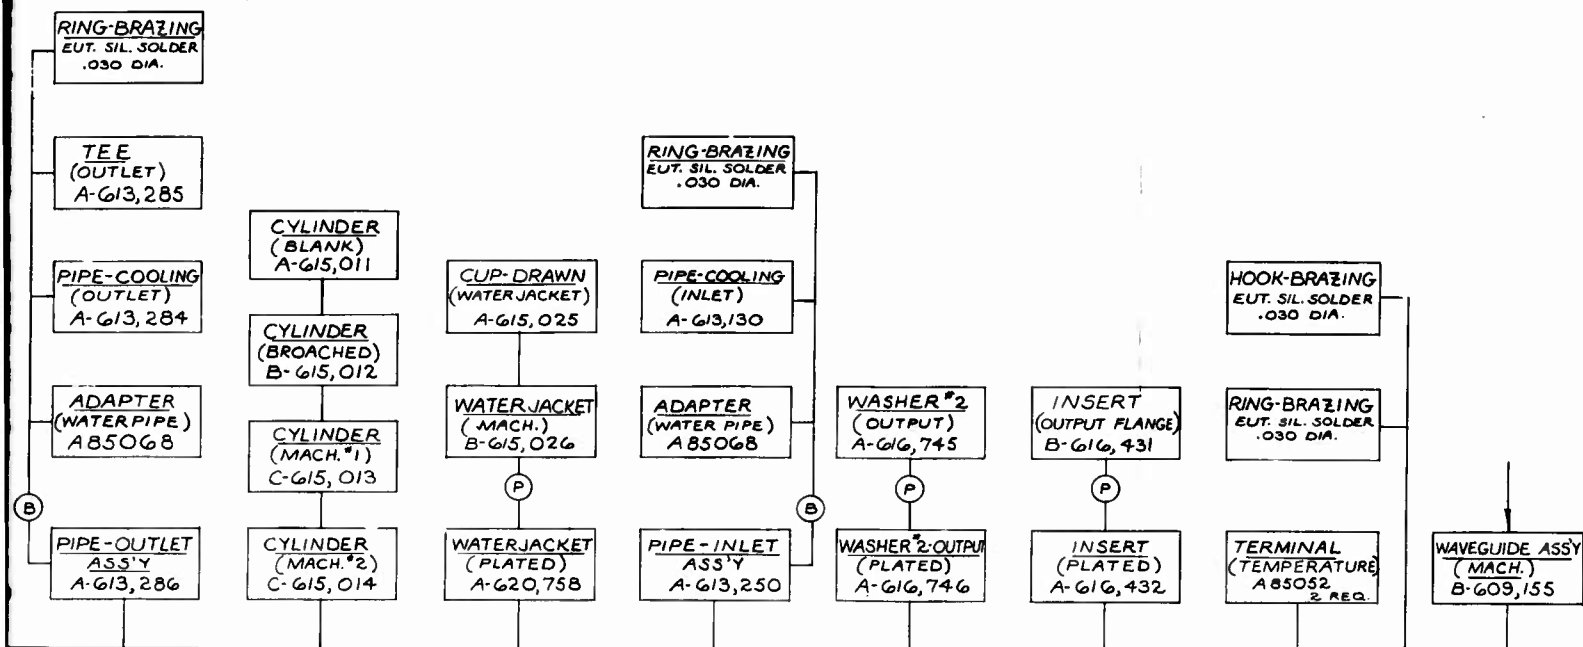 RING-BRAZING
EUT. SIL. SOLDER
.030 DIA.
TEE
(OUTLET)
A-613,285
PIPE-COOLING
(OUTLET)
A-613,284
ADAPTER
(WATER PIPE)
A85068
B
PIPE-OUTLET
ASS'Y
A-613,286
CYLINDER
(BLANK)
A-615,011
CYLINDER
(BROACHED)
B-615,012
CYLINDER
(MACH.#1)
C-615,013
CYLINDER
(MACH.#2)
C-615,014
CUP-DRAWN
(WATERJACKET)
A-615,025
WATERJACKET
(MACH.)
B-615,026
P
WATERJACKET
(PLATED)
A-620,758
RING-BRAZING
EUT. SIL. SOLDER
.030 DIA.
PIPE-COOLING
(INLET)
A-613,130
ADAPTER
(WATER PIPE)
A85068
B
PIPE-INLET
ASS'Y
A-613,250
WASHER #2
(OUTPUT)
A-616,745
P
WASHER #2-OUTPUT
(PLATED)
A-616,746
INSERT
(OUTPUT FLANGE)
B-616,431
P
INSERT
(PLATED)
A-616,432
HOOK-BRAZING
EUT. SIL. SOLDER
.030 DIA.
RING-BRAZING
EUT. SIL. SOLDER
.030 DIA.
TERMINAL
(TEMPERATURE)
A85052
2 REQ.
WAVEGUIDE ASS'Y
(MACH.)
B-609,155